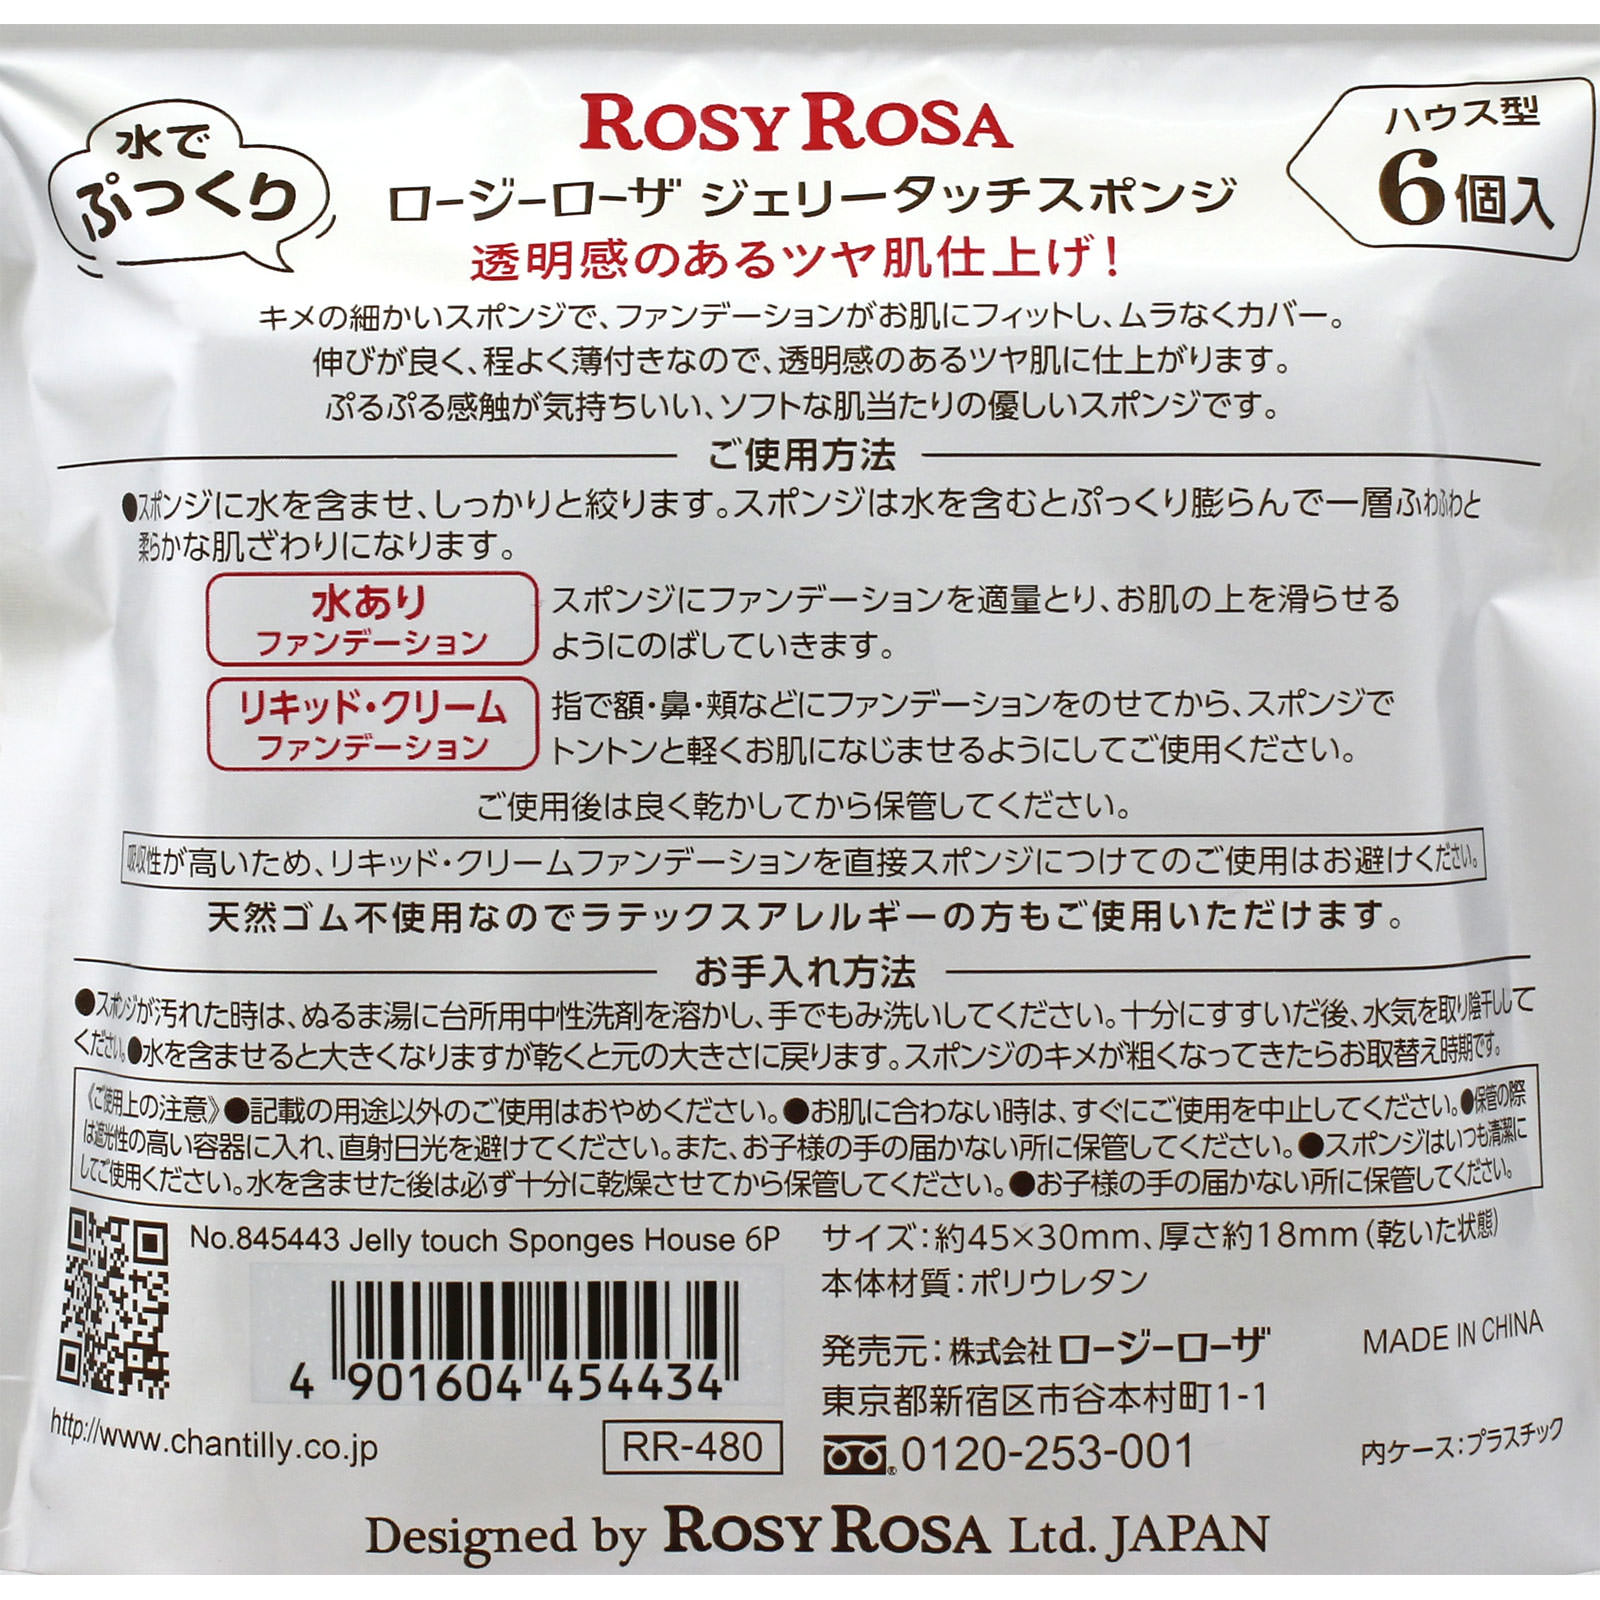 ROSY ROSA
水で
ぷっくり
ロージーローザ ジェリータッチスポンジ
透明感のあるツヤ肌仕上げ!
ハウス型
6個入
キメの細かいスポンジで、ファンデーションがお肌にフィットし、ムラなくカバー。
伸びが良く、程よく薄付きなので、透明感のあるツヤ肌に仕上がります。
ぷるぷる感触が気持ちいい、ソフトな肌当たりの優しいスポンジです。
ご使用方法
●スポンジに水を含ませ、しっかりと絞ります。スポンジは水を含むとぷっくり膨らんで一層ふわふわと
柔らかな肌ざわりになります。
水あり
ファンデーション
スポンジにファンデーションを適量とり、お肌の上を滑らせる
ようにのばしていきます。
リキッド・クリーム
ファンデーション
指で額・鼻・頬などにファンデーションをのせてから、スポンジで
トントンと軽くお肌になじませるようにしてご使用ください。
ご使用後は良く乾かしてから保管してください。
吸収性が高いため、リキッド・クリームファンデーションを直接スポンジにつけてのご使用はお避けください。
天然ゴム不使用なのでラテックスアレルギーの方もご使用いただけます。
お手入れ方法
●スポンジが汚れた時は、ぬるま湯に台所用中性洗剤を溶かし、手でもみ洗いしてください。十分にすすいだ後、水気を取り陰干しして
ください。●水を含ませると大きくなりますが乾くと元の大きさに戻ります。スポンジのキメが粗くなってきたらお取替え時期です。
《ご使用上の注意》●記載の用途以外のご使用はおやめください。●お肌に合わない時は、すぐにご使用を中止してください。●保管の際
は遮光性の高い容器に入れ、直射日光を避けてください。また、お子様の手の届かない所に保管してください。●スポンジはいつも清潔に
してご使用ください。水を含ませた後は必ず十分に乾燥させてから保管してください。●お子様の手の届かない所に保管してください。
No.845443 Jelly touch Sponges House 6P
4 901604 454434
http://www.chantilly.co.jp
RR-480
サイズ:約45×30mm、厚さ約18mm(乾いた状態)
本体材質:ポリウレタン
発売元:株式会社ロージーローザ
東京都新宿区市谷本村町1-1
0120-253-001
MADE IN CHINA
内ケース:プラスチック
Designed by ROSY ROSA Ltd. JAPAN